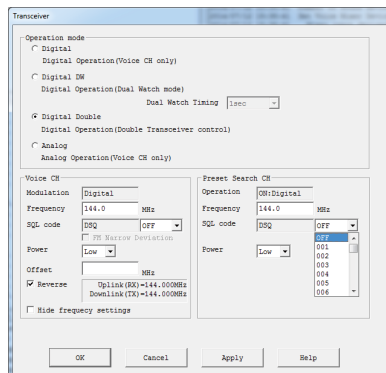 Transceiver
Operation mode
Digital
Digital Operation(Voice CH only)
Digital DW
Digital Operation(Dual Watch mode)
Dual Watch Timing 1sec
Digital Double
Digital Operation(Double Transceiver control)
Analog
Analog Operation(Voice CH only)
Voice CH
Modulation Digital
Frequency 144.0 MHz
SQL code DSQ OFF
FM Narrow Deviation
Power Low
Offset MHz
Reverse Uplink(RX)=144.000MHz
Downlink(TX)=144.000MHz
Hide frequecy settings
Preset Search CH
Operation ON:Digital
Frequency 144.0 MHz
SQL code DSQ OFF
OFF
001
002
003
004
005
006
Power Low
OK Cancel Apply Help